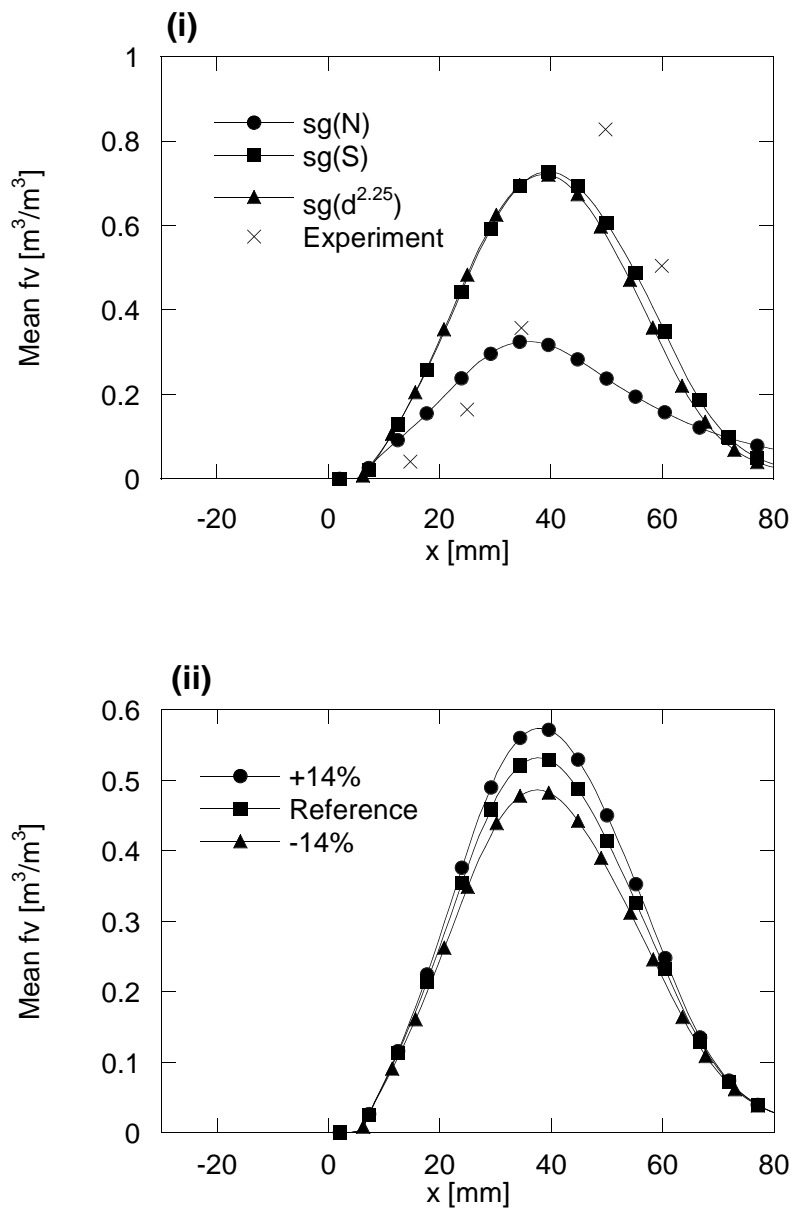 (i)
1
0.8
0.6
0.4
0.2
0
Mean fv [m³/m³]
sg(N)
sg(S)
sg(d²·²⁵)
Experiment
-20 0 20 40 60 80
x [mm]
(ii)
0.6
0.5
0.4
0.3
0.2
0.1
0
Mean fv [m³/m³]
+14%
Reference
-14%
-20 0 20 40 60 80
x [mm]